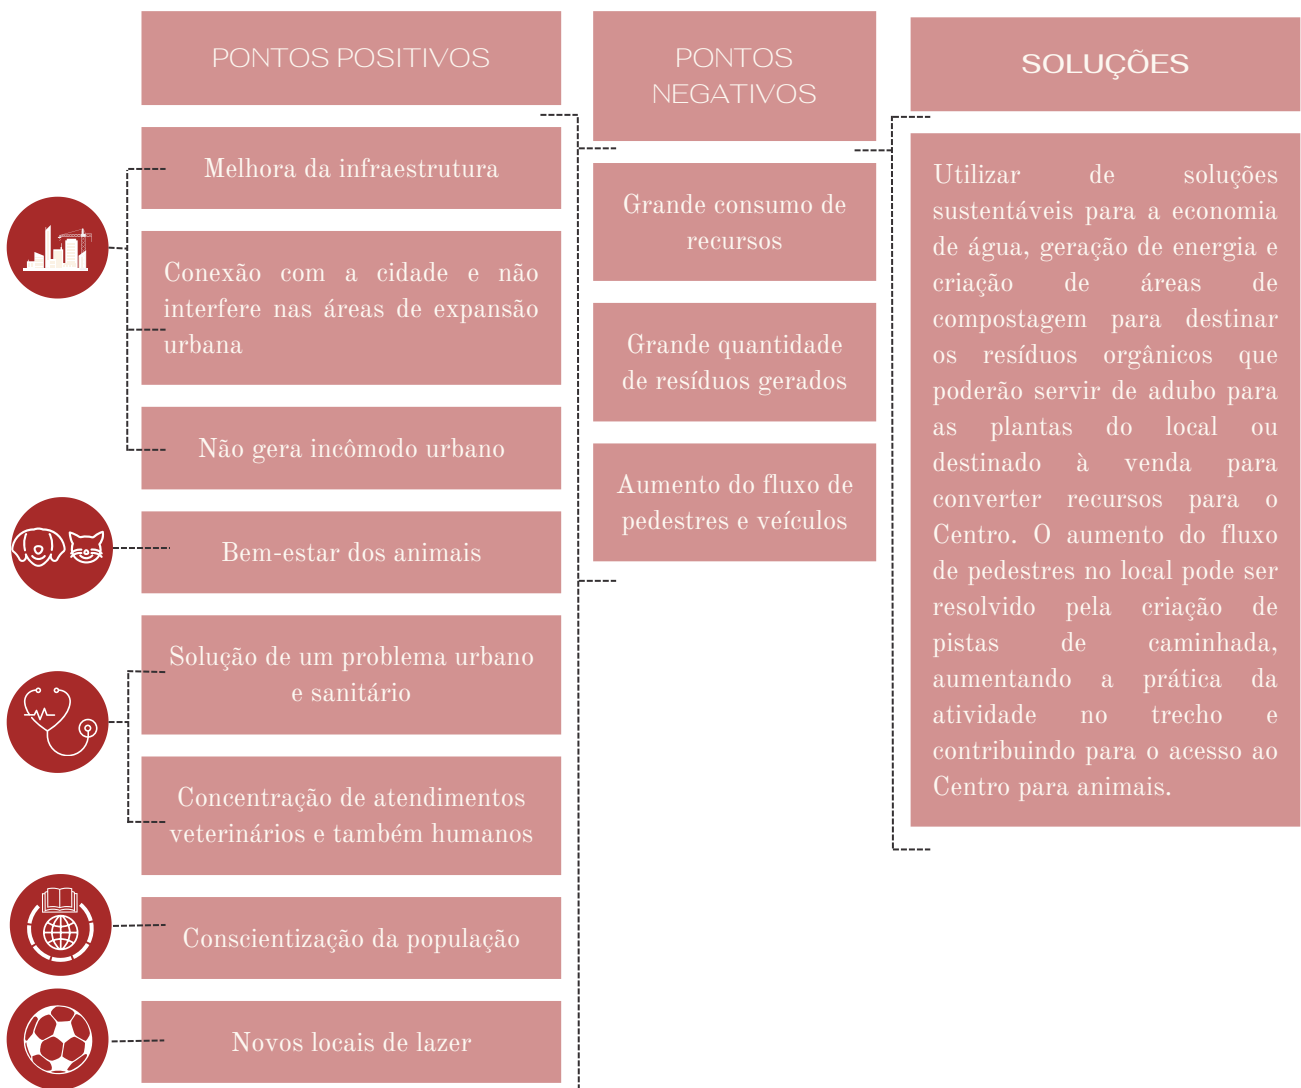 PONTOS POSITIVOS
Melhora da infraestrutura
Conexão com a cidade e não
interfere nas áreas de expansão
urbana
Não gera incômodo urbano
Bem-estar dos animais
Solução de um problema urbano
e sanitário
Concentração de atendimentos
veterinários e também humanos
Conscientização da população
Novos locais de lazer
PONTOS
NEGATIVOS
Grande consumo de
recursos
Grande quantidade
de resíduos gerados
Aumento do fluxo de
pedestres e veículos
SOLUÇÕES
Utilizar de soluções
sustentáveis para a economia
de água, geração de energia e
criação de áreas de
compostagem para destinar
os resíduos orgânicos que
poderão servir de adubo para
as plantas do local ou
destinado à venda para
converter recursos para o
Centro. O aumento do fluxo
de pedestres no local pode ser
resolvido pela criação de
pistas de caminhada,
aumentando a prática da
atividade no trecho e
contribuindo para o acesso ao
Centro para animais.